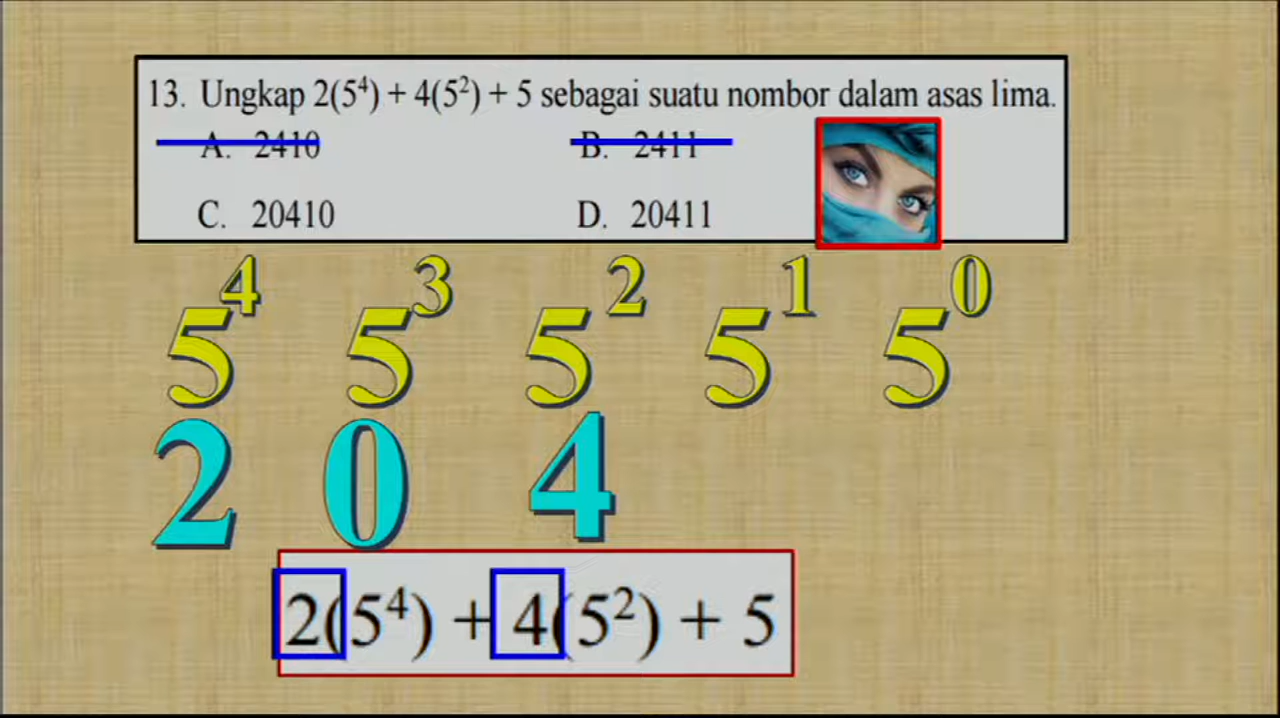 13. Ungkap 2(5⁴) + 4(5²) + 5 sebagai suatu nombor dalam asas lima.
A. 2410 B. 2411
C. 20410 D. 20411
5⁴ 5³ 5² 5¹ 5⁰
2 0 4
2(5⁴) + 4(5²) + 5